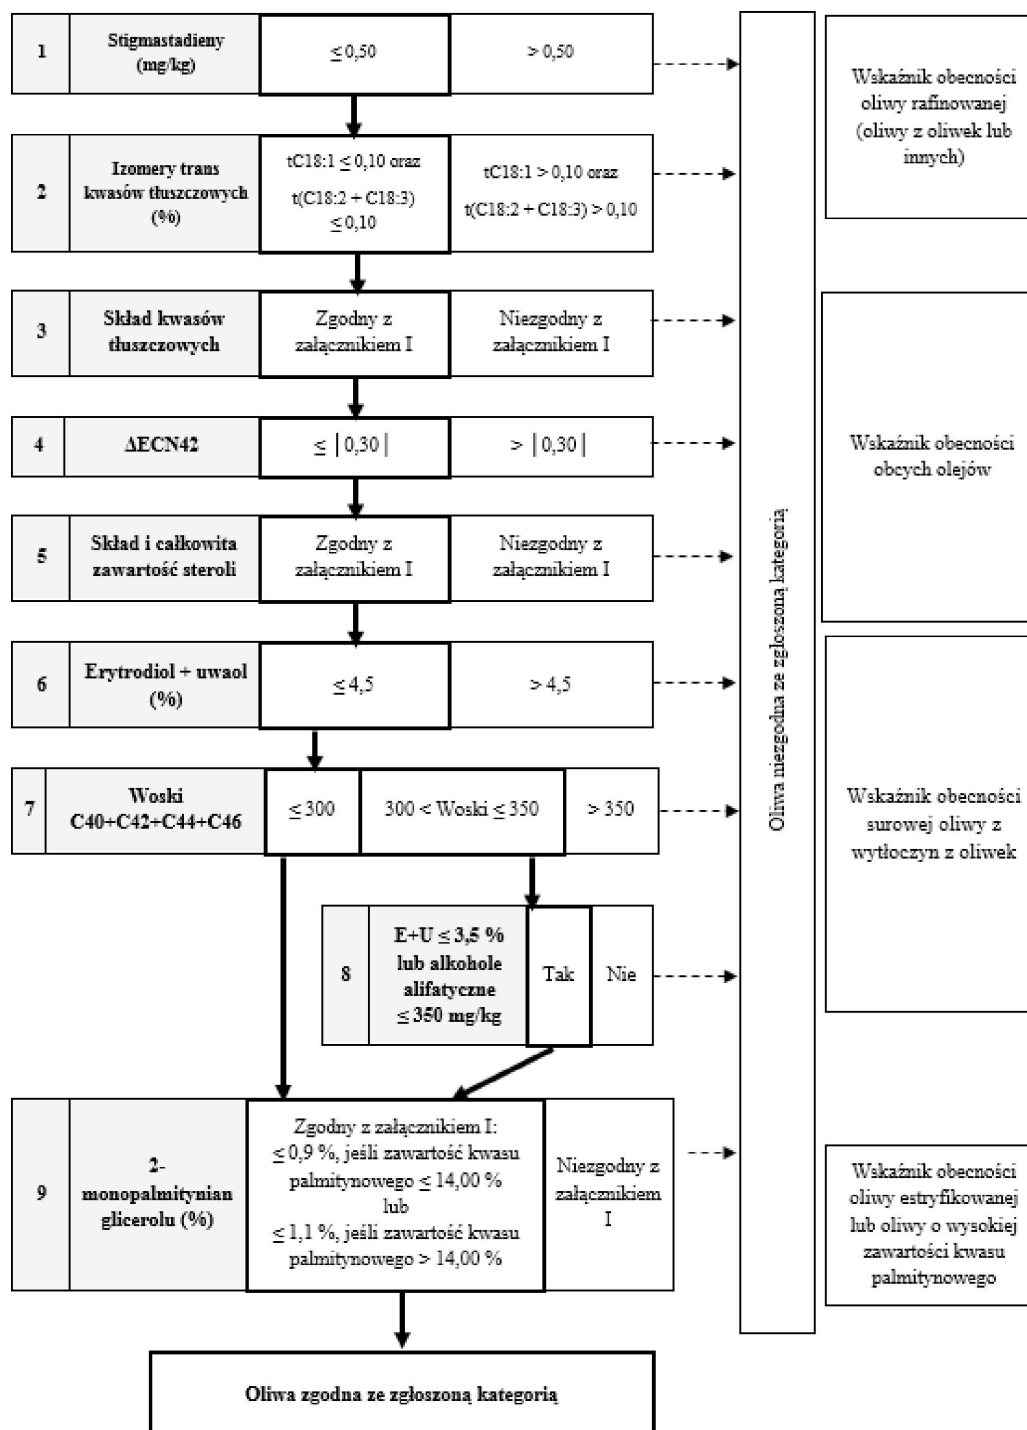 1
Stigmastadieny
(mg/kg)
≤ 0,50
> 0,50
2
Izomery trans
kwasów tłuszczowych
(%)
tC18:1 ≤ 0,10 oraz
t(C18:2 + C18:3)
≤ 0,10
tC18:1 > 0,10 oraz
t(C18:2 + C18:3) > 0,10
Wskaźnik obecności
oliwy rafinowanej
(oliwy z oliwek lub
innych)
3
Skład kwasów
tłuszczowych
Zgodny z
załącznikiem I
Niezgodny z
załącznikiem I
4
ΔECN42
≤ |0,30|
> |0,30|
5
Skład i całkowita
zawartość steroli
Zgodny z
załącznikiem I
Niezgodny z
załącznikiem I
Wskaźnik obecności
obcych olejów
6
Erytrodiol + uwaol
(%)
≤ 4,5
> 4,5
7
Woski
C40+C42+C44+C46
≤ 300
300 < Woski ≤ 350
> 350
8
E+U ≤ 3,5 %
lub alkohole
alifatyczne
≤ 350 mg/kg
Tak
Nie
Wskaźnik obecności
surowej oliwy z
wytłoczyn z oliwek
9
2-
monopalmitynian
glicerolu (%)
Zgodny z załącznikiem I:
≤ 0,9 %, jeśli zawartość kwasu
palmitynowego ≤ 14,00 %
lub
≤ 1,1 %, jeśli zawartość kwasu
palmitynowego > 14,00 %
Niezgodny z
załącznikiem
I
Wskaźnik obecności
oliwy estryfikowanej
lub oliwy o wysokiej
zawartości kwasu
palmitynowego
Oliwa niezgodna ze zgłoszoną kategorią
Oliwa zgodna ze zgłoszoną kategorią